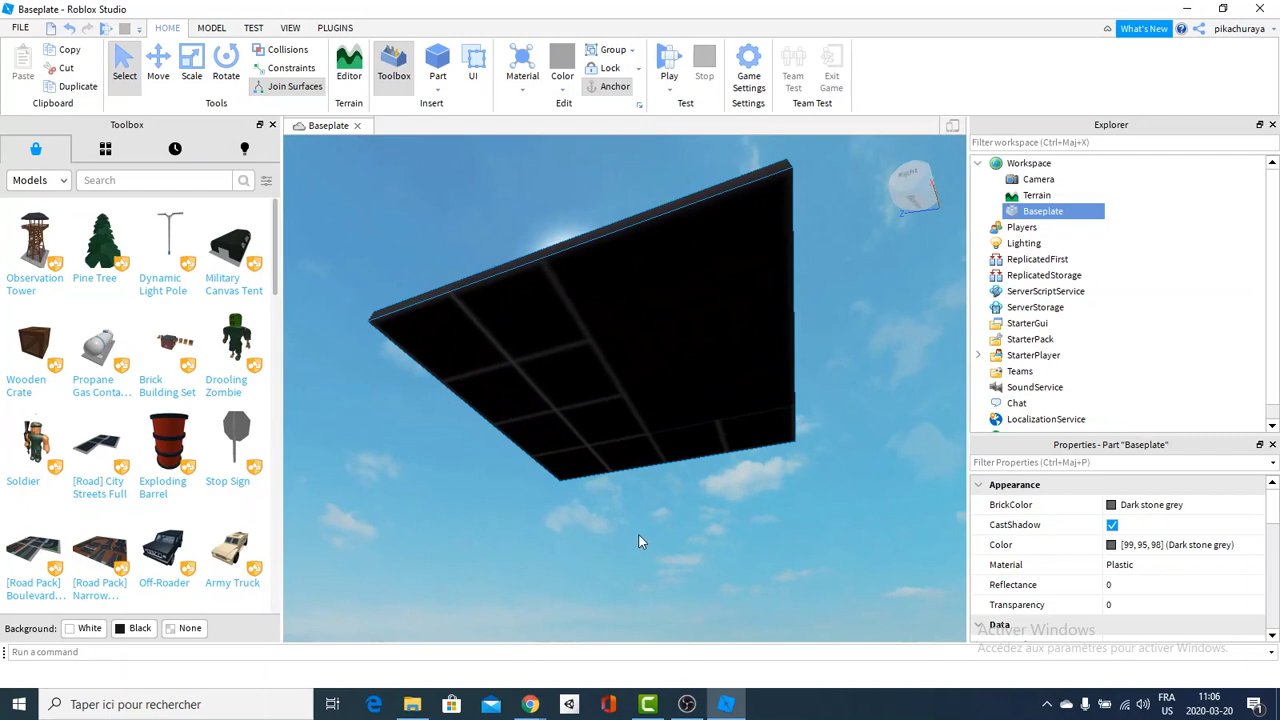 Baseplate - Roblox Studio
FILE HOME MODEL TEST VIEW PLUGINS What's New pikachuraya
Paste Copy Cut Duplicate Clipboard
Select Move Scale Rotate Collisions Constraints Join Surfaces Tools
Editor Terrain
Toolbox Part UI Insert
Material Color Group Lock Anchor Edit
Play Stop Test
Game Settings Settings
Team Test Exit Game Team Test
Toolbox
Models Search
Observation Tower
Pine Tree
Dynamic Light Pole
Military Canvas Tent
Wooden Crate
Propane Gas Conta...
Brick Building Set
Drooling Zombie
Soldier
[Road] City Streets Full
Exploding Barrel
Stop Sign
[Road Pack] Boulevard...
[Road Pack] Narrow...
Off-Roader
Army Truck
Background: White Black None
Run a command
Baseplate
Right
Z
Explorer
Filter workspace (Ctrl+Maj+X)
Workspace
Camera
Terrain
Baseplate
Players
Lighting
ReplicatedFirst
ReplicatedStorage
ServerScriptService
ServerStorage
StarterGui
StarterPack
StarterPlayer
Teams
SoundService
Chat
LocalizationService
Properties - Part "Baseplate"
Filter Properties (Ctrl+Maj+P)
Appearance
BrickColor Dark stone grey
CastShadow
Color [99, 95, 98] (Dark stone grey)
Material Plastic
Reflectance 0
Transparency 0
Data
Activer Windows
Accédez aux paramètres pour activer Windows.
Taper ici pour rechercher
FRA 11:06
US 2020-03-20